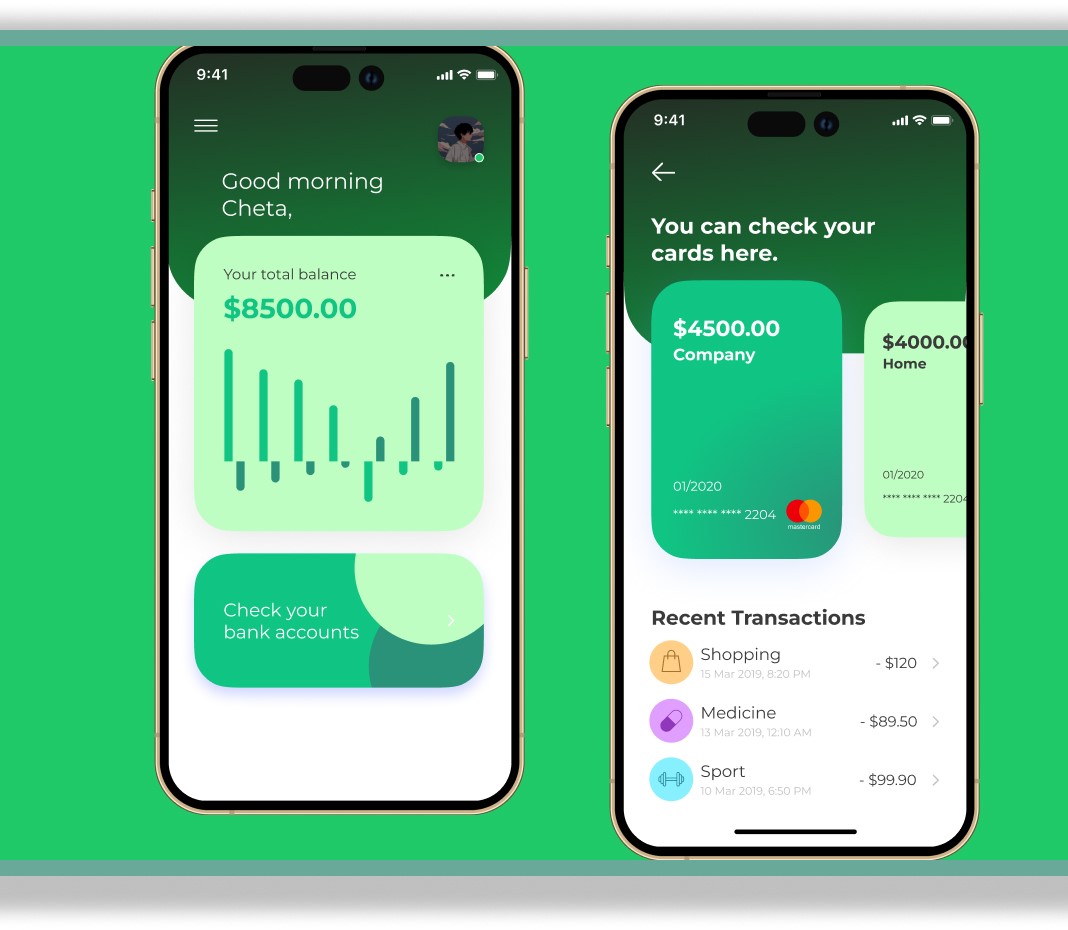 9:41
Good morning
Cheta,
Your total balance
$8500.00
Check your
bank accounts
9:41
You can check your
cards here.
$4500.00
Company
01/2020
**** **** **** 2204
mastercard
$4000.00
Home
01/2020
**** **** **** 2204
Recent Transactions
Shopping
- $120
15 Mar 2019, 8:20 PM
Medicine
- $89.50
13 Mar 2019, 12:10 AM
Sport
- $99.90
10 Mar 2019, 6:50 PM